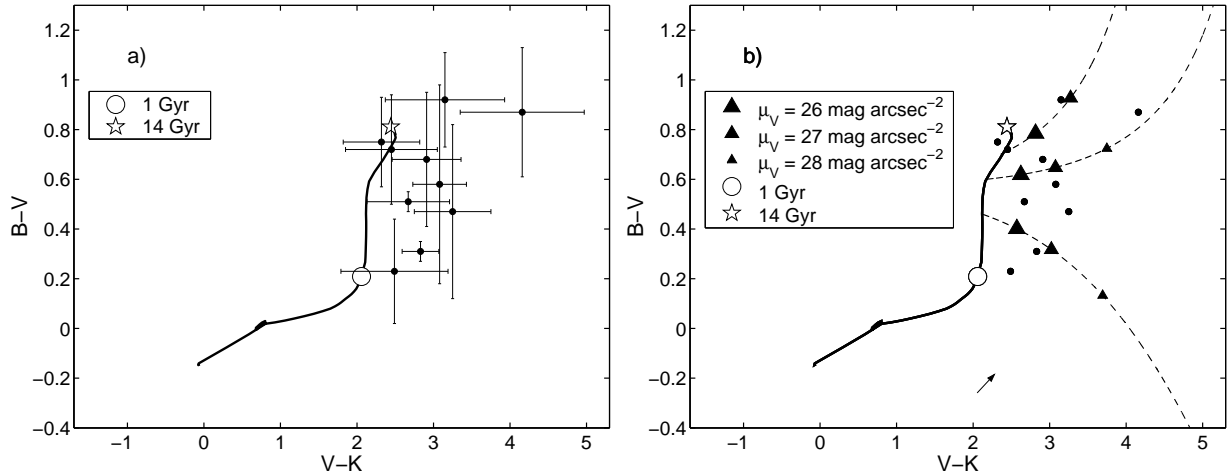 a)
1 Gyr
14 Gyr
1.2
1
0.8
0.6
0.4
0.2
0
−0.2
−0.4
B−V
−1 0 1 2 3 4 5
V−K
b)
μV = 26 mag arcsec−2
μV = 27 mag arcsec−2
μV = 28 mag arcsec−2
1 Gyr
14 Gyr
1.2
1
0.8
0.6
0.4
0.2
0
−0.2
−0.4
B−V
−1 0 1 2 3 4 5
V−K